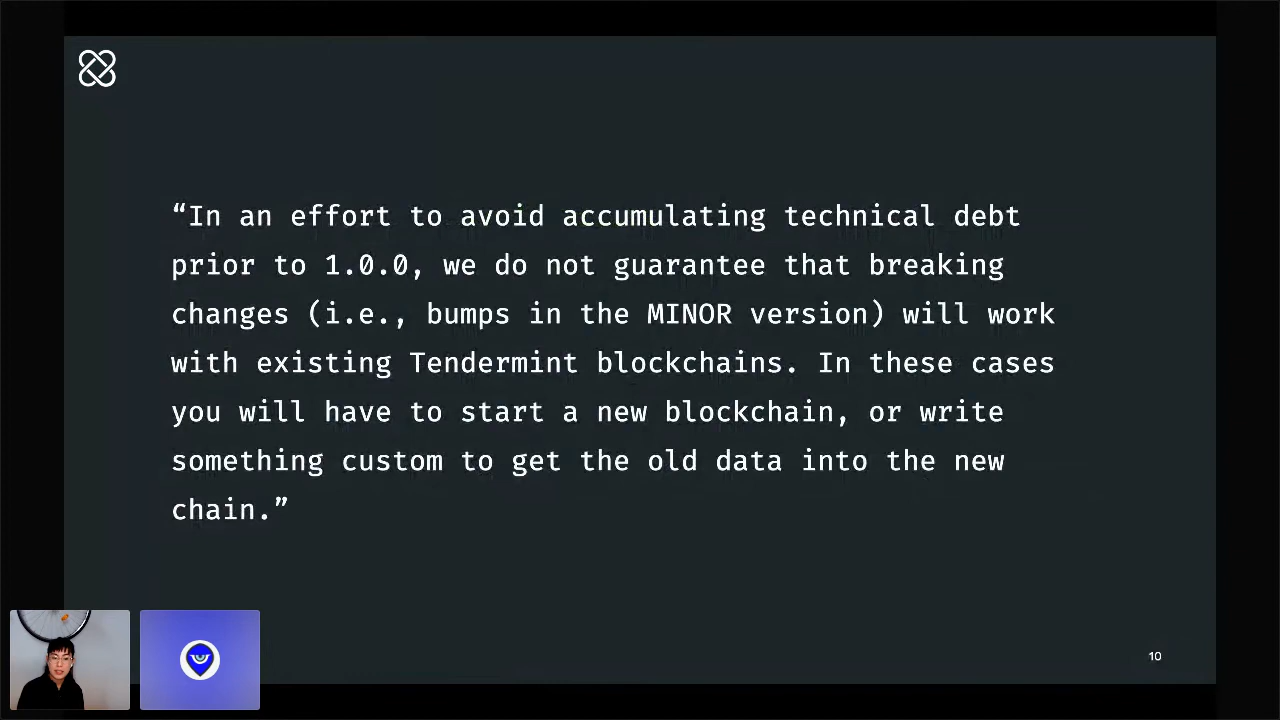 “In an effort to avoid accumulating technical debt
prior to 1.0.0, we do not guarantee that breaking
changes (i.e., bumps in the MINOR version) will work
with existing Tendermint blockchains. In these cases
you will have to start a new blockchain, or write
something custom to get the old data into the new
chain.”
10